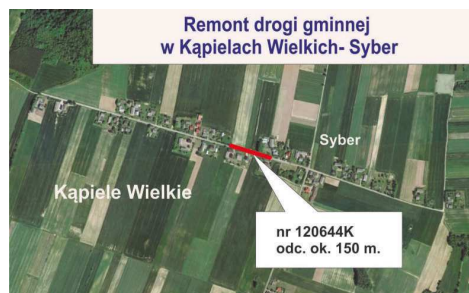 Remont drogi gminnej
w Kąpielach Wielkich- Syber
Syber
Kąpiele Wielkie
nr 120644K
odc. ok. 150 m.